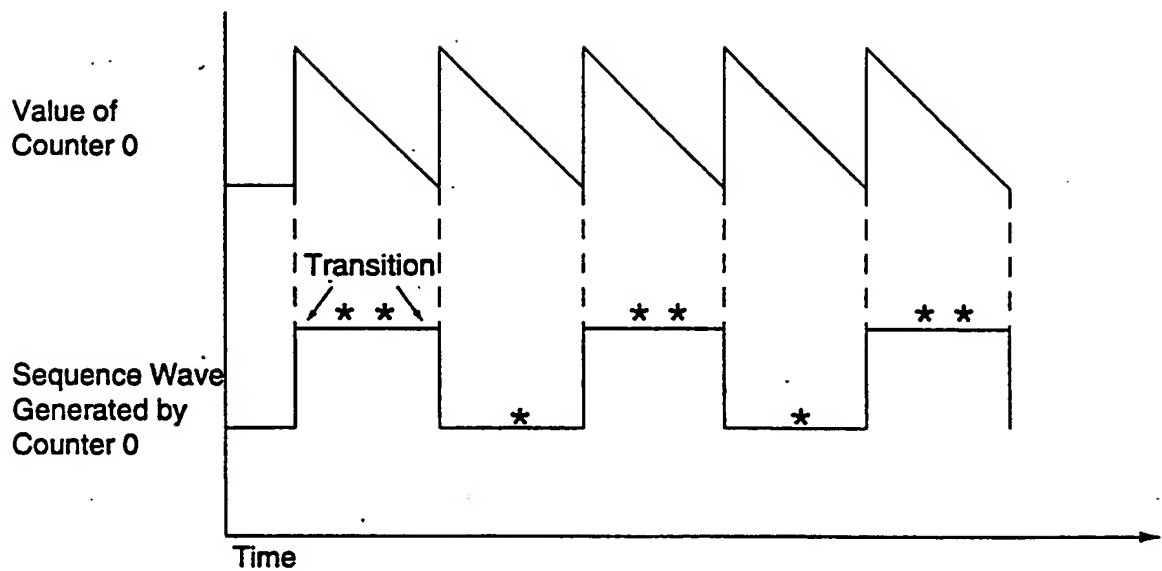 Value of
Counter 0
Transition
* * * * * *
Sequence Wave
Generated by
Counter 0
* *
Time